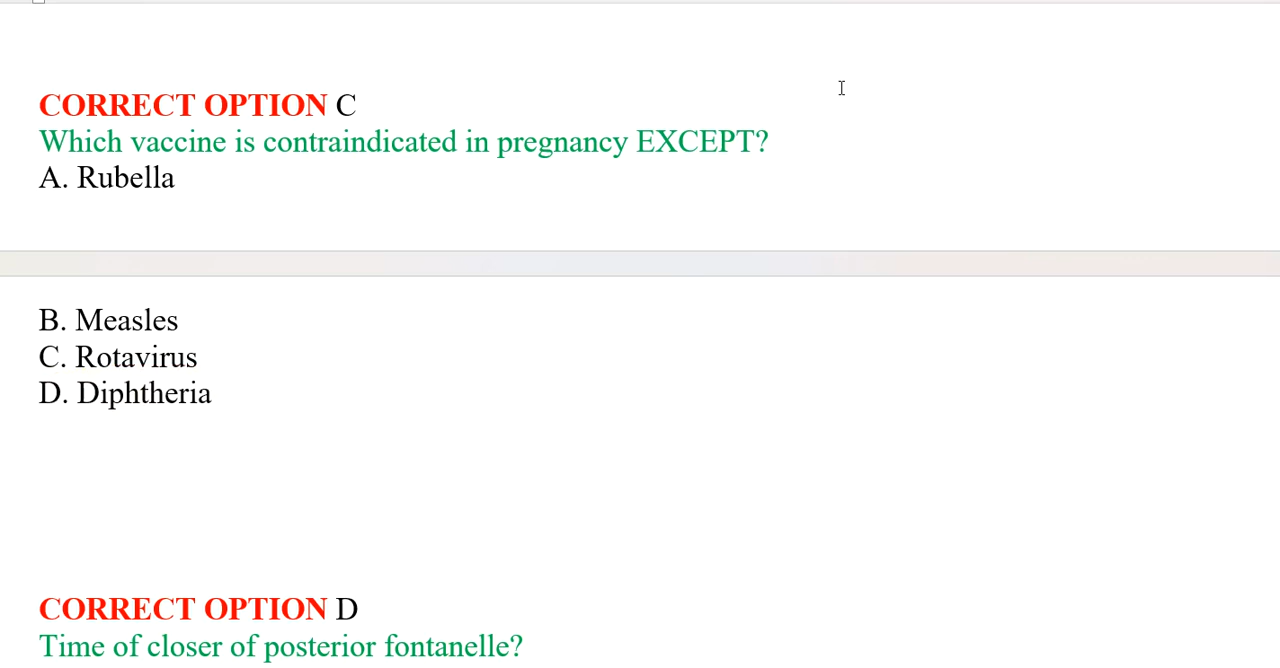 CORRECT OPTION C
Which vaccine is contraindicated in pregnancy EXCEPT?
A. Rubella
B. Measles
C. Rotavirus
D. Diphtheria
CORRECT OPTION D
Time of closer of posterior fontanelle?